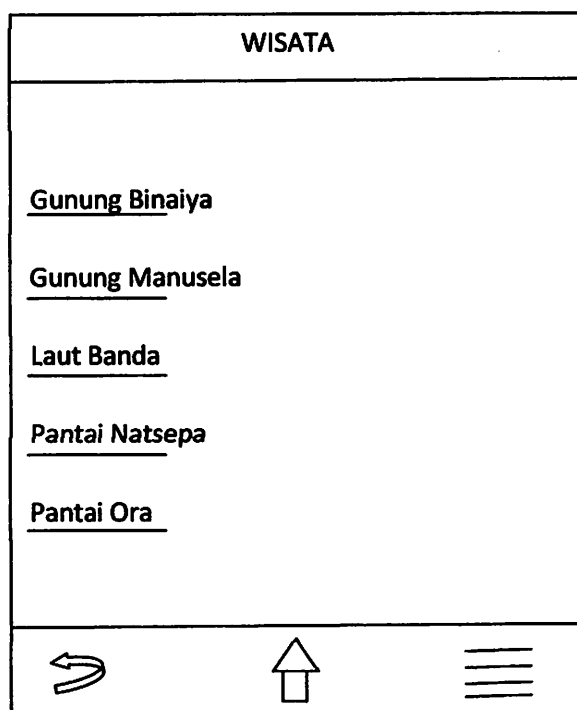 WISATA
Gunung Binaiya
Gunung Manusela
Laut Banda
Pantai Natsepa
Pantai Ora